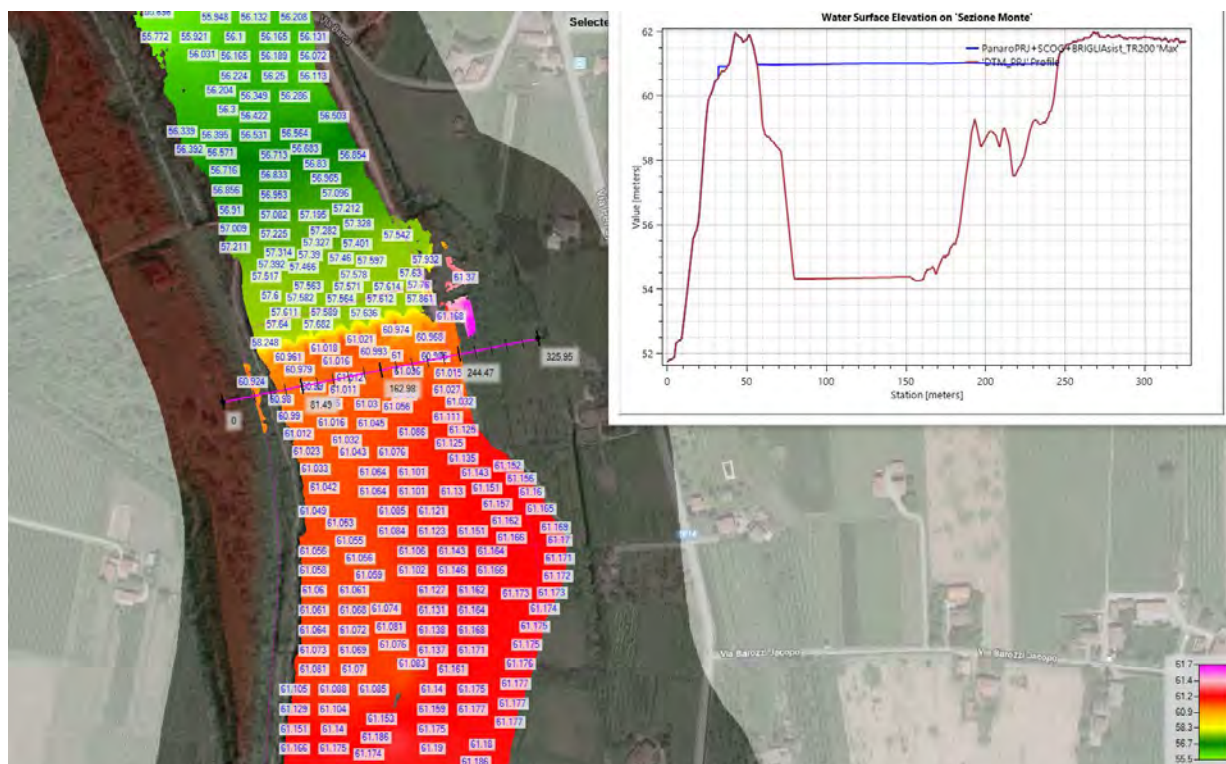 Selecte
Water Surface Elevation on 'Sezione Monte'
PanaroPRJ+SCOG+BRIGLIAsist_TR200 'Max'
'DTM_PRJ' Profile
Value [meters]
62
60
58
56
54
52
0 50 100 150 200 250 300
Station [meters]
55.948 56.132 56.208
55.772 55.921 56.1 56.165 56.131
56.031 56.165 56.189 56.072
56.224 56.25 56.113
56.204 56.349 56.286
56.3 56.422 56.503
56.339 56.395 56.531 56.564
56.392 56.571 56.713 56.683 56.854
56.716 56.833 56.83
56.905
56.856 56.953 57.096
56.91 57.082 57.195 57.212
57.009 57.225 57.282 57.328 57.542
57.211 57.314 57.327 57.401
57.392 57.39 57.46 57.597 57.932
57.517 57.466 57.578 57.63 61.37
57.563 57.571 57.614 57.76
57.6 57.582 57.564 57.612 57.861
57.611 57.589 57.636 61.168
57.64 57.682 60.974
58.248 61.018 61.021 60.968
60.961 61.016 60.993 61
60.979 61.036 61.015 244.47 325.95
60.924 61.011 162.98 61.027
0 60.98 81.49 61.03 61.056 61.032
60.99 61.016 61.045 61.111
61.012 61.032 61.086 61.129
61.023 61.043 61.076 61.125
61.033 61.064 61.101 61.135 61.143 61.152
61.042 61.064 61.101 61.13 61.151 61.156 61.16
61.049 61.085 61.121 61.157 61.165
61.053 61.084 61.123 61.151 61.162 61.169
61.055 61.166 61.17
61.056 61.056 61.106 61.143 61.164 61.171
61.058 61.059 61.102 61.146 61.166 61.172
61.06 61.061 61.127 61.162 61.173 61.173
61.061 61.068 61.074 61.131 61.164 61.174
61.064 61.072 61.081 61.138 61.168 61.175
61.073 61.069 61.076 61.137 61.171 61.175
61.081 61.07 61.083 61.161 61.176
61.105 61.088 61.085 61.14 61.175 61.177
61.129 61.104 61.153 61.159 61.177 61.177
61.151 61.14 61.186 61.175
61.166 61.175 61.174 61.19 61.18
61.186
Via Barozzi Jacopo
Via Barozzi Jacopo
61.7
61.4
61.2
60.9
58.3
56.7
55.5